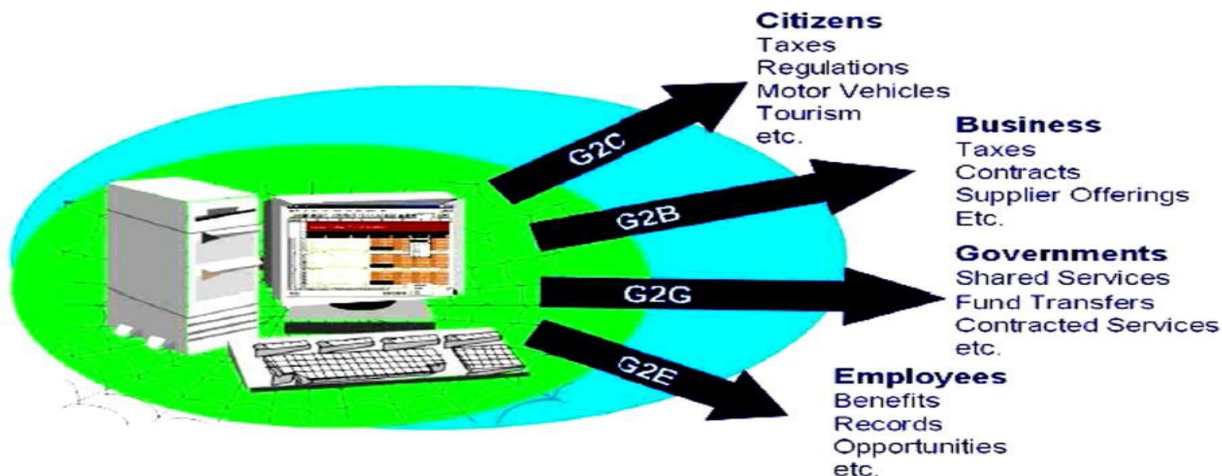 Citizens
Taxes
Regulations
Motor Vehicles
Tourism
etc.
G2C
Business
Taxes
Contracts
Supplier Offerings
Etc.
G2B
Governments
Shared Services
Fund Transfers
Contracted Services
etc.
G2G
Employees
Benefits
Records
Opportunities
etc.
G2E